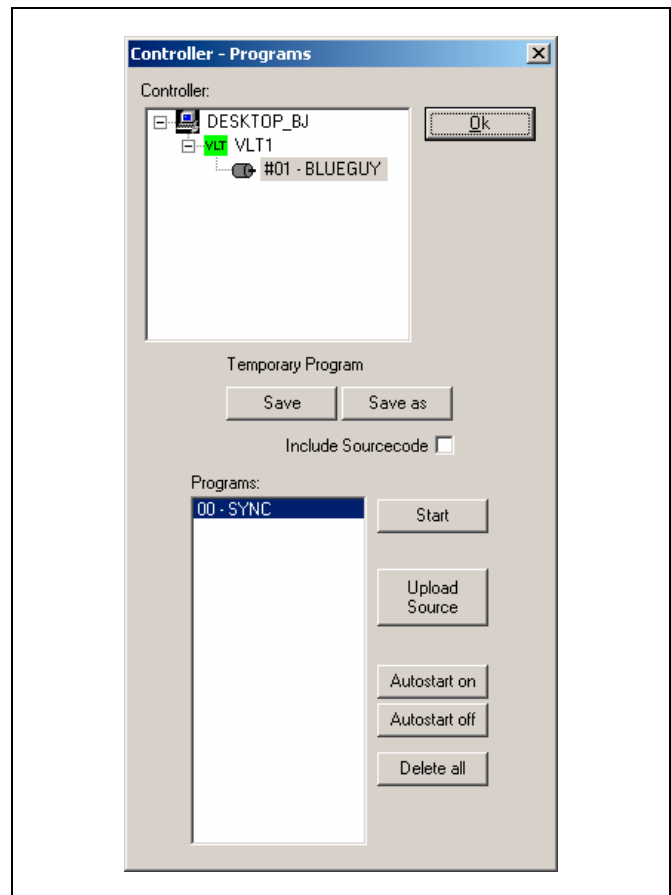 Controller - Programs
Controller:
DESKTOP_BJ
Ok
VLT VLT1
#01 - BLUEGUY
Temporary Program
Save
Save as
Include Sourcecode
Programs:
00 - SYNC
Start
Upload
Source
Autostart on
Autostart off
Delete all